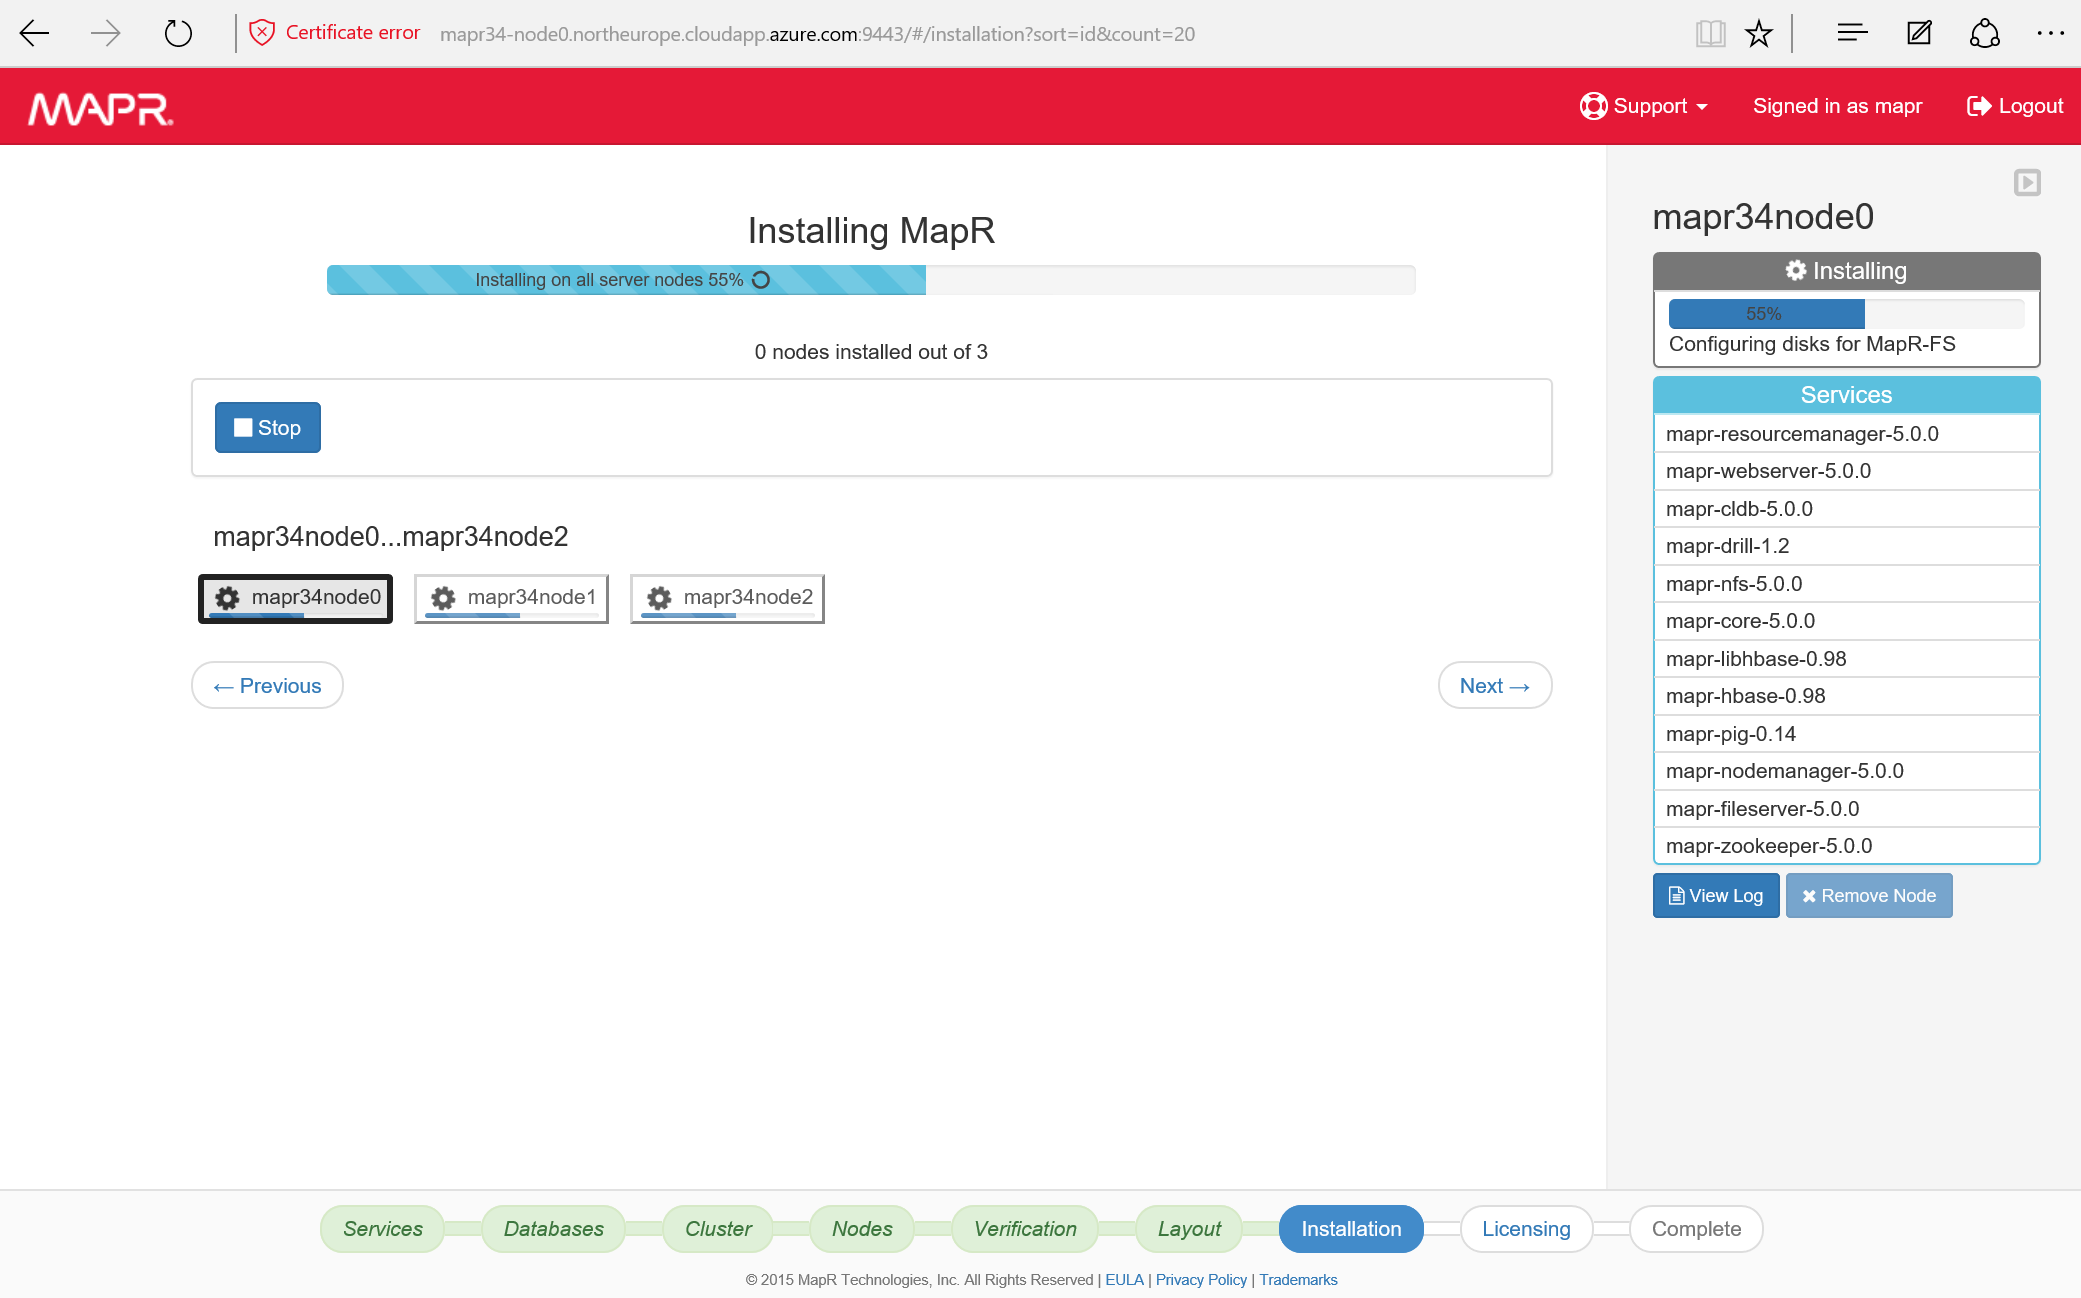 Certificate error mapr34-node0.northeurope.cloudapp.azure.com:9443/#/installation?sort=id&count=20
MAPR Support Signed in as mapr Logout
Installing MapR
Installing on all server nodes 55%
0 nodes installed out of 3
Stop
mapr34node0...mapr34node2
mapr34node0 mapr34node1 mapr34node2
← Previous Next →
mapr34node0
Installing
55%
Configuring disks for MapR-FS
Services
mapr-resourcemanager-5.0.0
mapr-webserver-5.0.0
mapr-cldb-5.0.0
mapr-drill-1.2
mapr-nfs-5.0.0
mapr-core-5.0.0
mapr-libhbase-0.98
mapr-hbase-0.98
mapr-pig-0.14
mapr-nodemanager-5.0.0
mapr-fileserver-5.0.0
mapr-zookeeper-5.0.0
View Log Remove Node
Services Databases Cluster Nodes Verification Layout Installation Licensing Complete
© 2015 MapR Technologies, Inc. All Rights Reserved | EULA | Privacy Policy | Trademarks